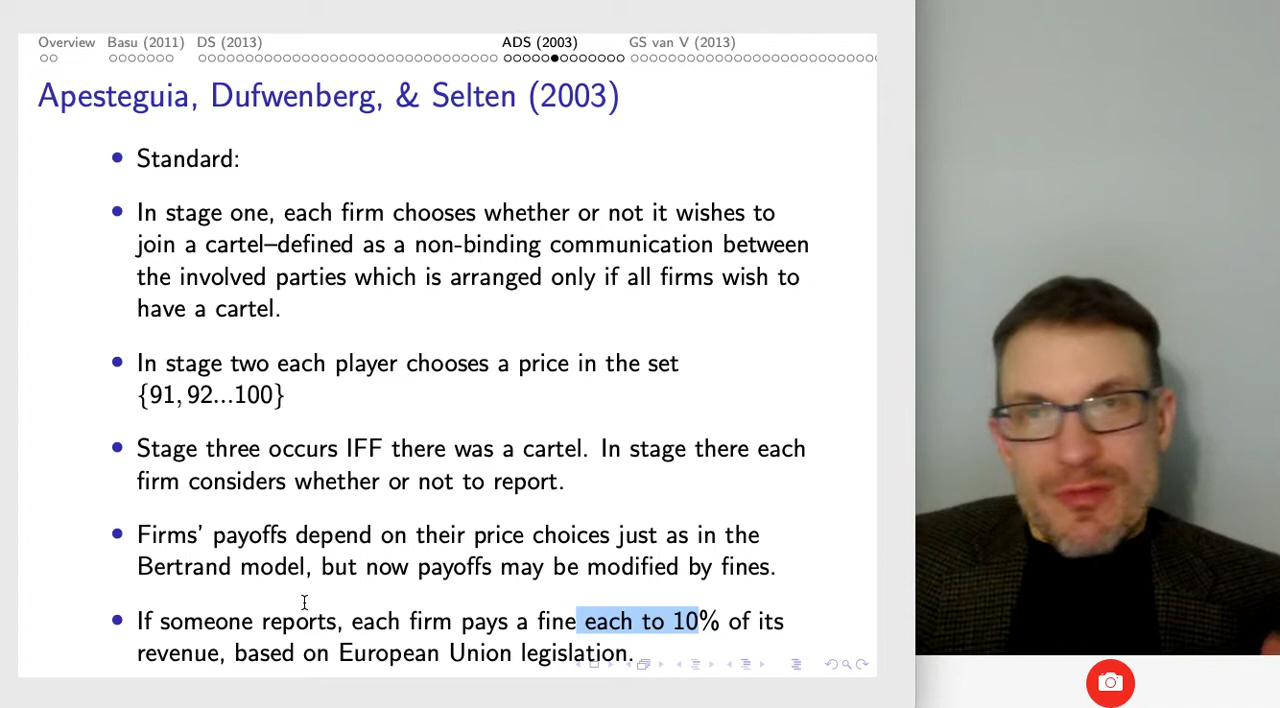 Overview Basu (2011) DS (2013) ADS (2003) GS van V (2013)
Apesteguia, Dufwenberg, & Selten (2003)
Standard:
In stage one, each firm chooses whether or not it wishes to
join a cartel–defined as a non-binding communication between
the involved parties which is arranged only if all firms wish to
have a cartel.
In stage two each player chooses a price in the set
{91, 92...100}
Stage three occurs IFF there was a cartel. In stage there each
firm considers whether or not to report.
Firms' payoffs depend on their price choices just as in the
Bertrand model, but now payoffs may be modified by fines.
If someone reports, each firm pays a fine each to 10% of its
revenue, based on European Union legislation.